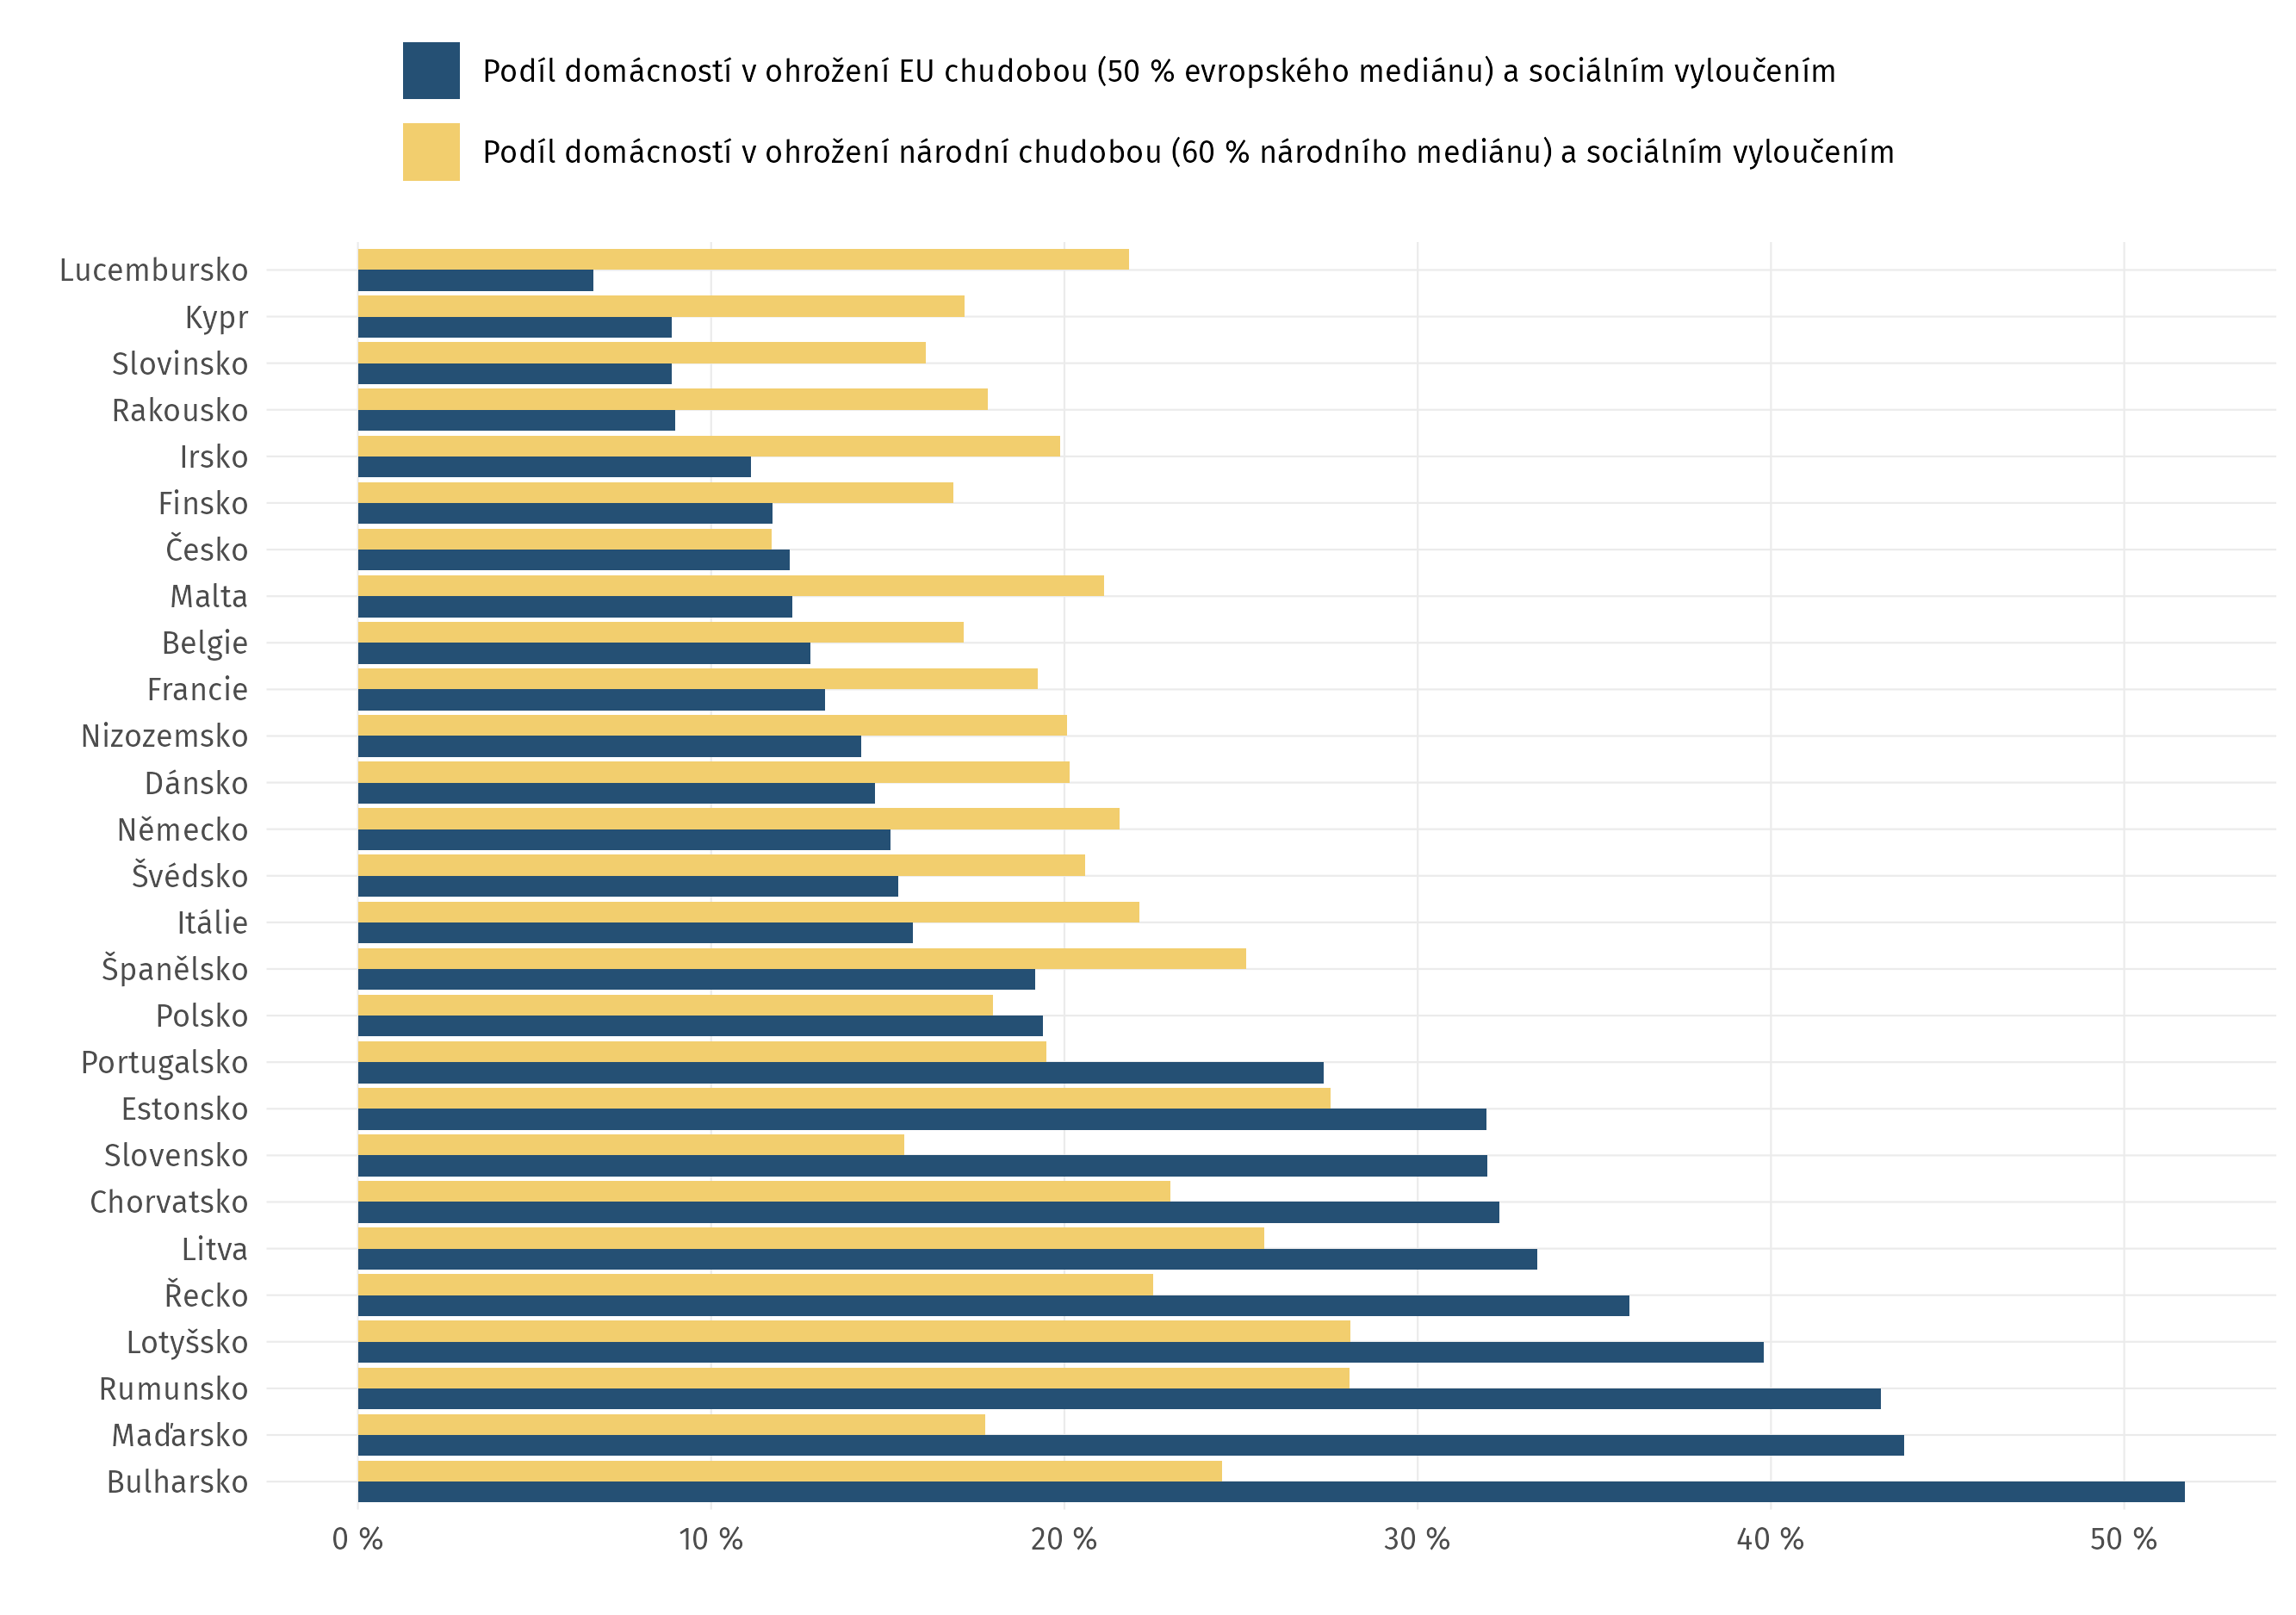 Podíl domácností v ohrožení EU chudobou (50 % evropského mediánu) a sociálním vyloučením
Podíl domácností v ohrožení národní chudobou (60 % národního mediánu) a sociálním vyloučením
Lucembursko
Kypr
Slovinsko
Rakousko
Irsko
Finsko
Česko
Malta
Belgie
Francie
Nizozemsko
Dánsko
Německo
Švédsko
Itálie
Španělsko
Polsko
Portugalsko
Estonsko
Slovensko
Chorvatsko
Litva
Řecko
Lotyšsko
Rumunsko
Maďarsko
Bulharsko
0 % 10 % 20 % 30 % 40 % 50 %